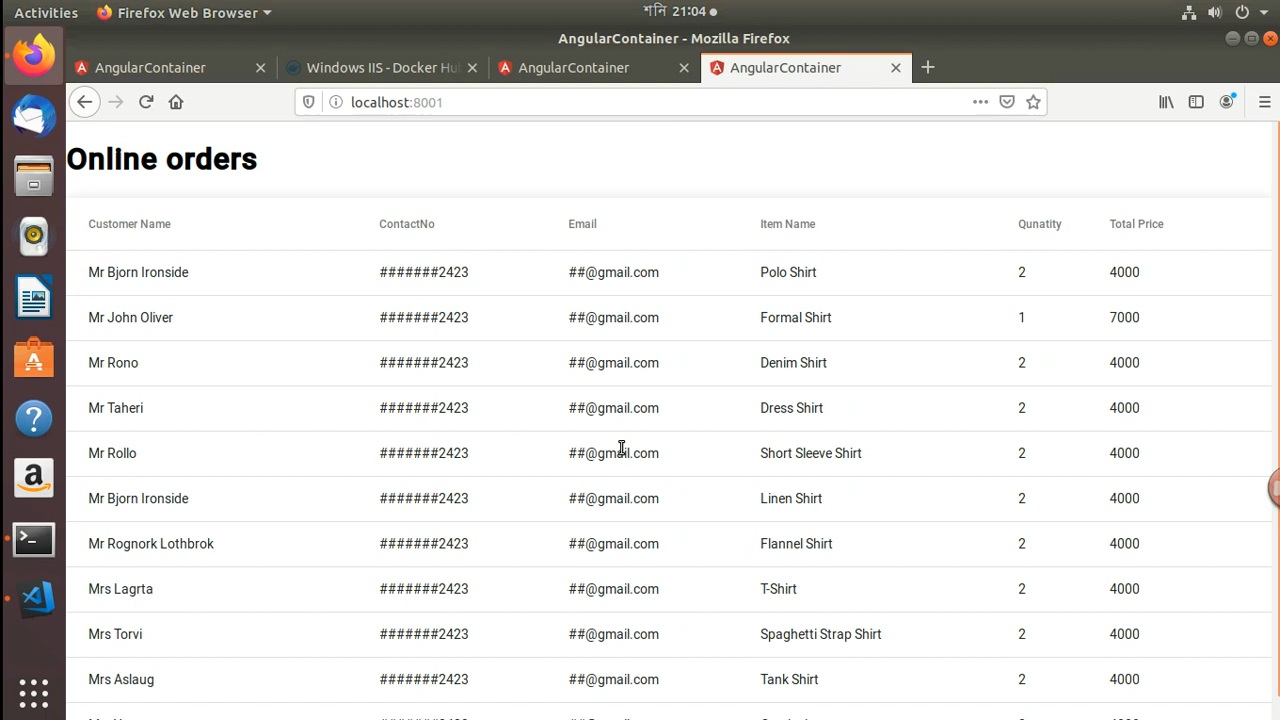 Activities Firefox Web Browser শনি 21:04
AngularContainer - Mozilla Firefox
AngularContainer Windows IIS - Docker Hu AngularContainer AngularContainer
localhost:8001
Online orders
Customer Name ContactNo Email Item Name Qunatity Total Price
Mr Bjorn Ironside #######2423 ##@gmail.com Polo Shirt 2 4000
Mr John Oliver #######2423 ##@gmail.com Formal Shirt 1 7000
Mr Rono #######2423 ##@gmail.com Denim Shirt 2 4000
Mr Taheri #######2423 ##@gmail.com Dress Shirt 2 4000
Mr Rollo #######2423 ##@gmail.com Short Sleeve Shirt 2 4000
Mr Bjorn Ironside #######2423 ##@gmail.com Linen Shirt 2 4000
Mr Rognork Lothbrok #######2423 ##@gmail.com Flannel Shirt 2 4000
Mrs Lagrta #######2423 ##@gmail.com T-Shirt 2 4000
Mrs Torvi #######2423 ##@gmail.com Spaghetti Strap Shirt 2 4000
Mrs Aslaug #######2423 ##@gmail.com Tank Shirt 2 4000